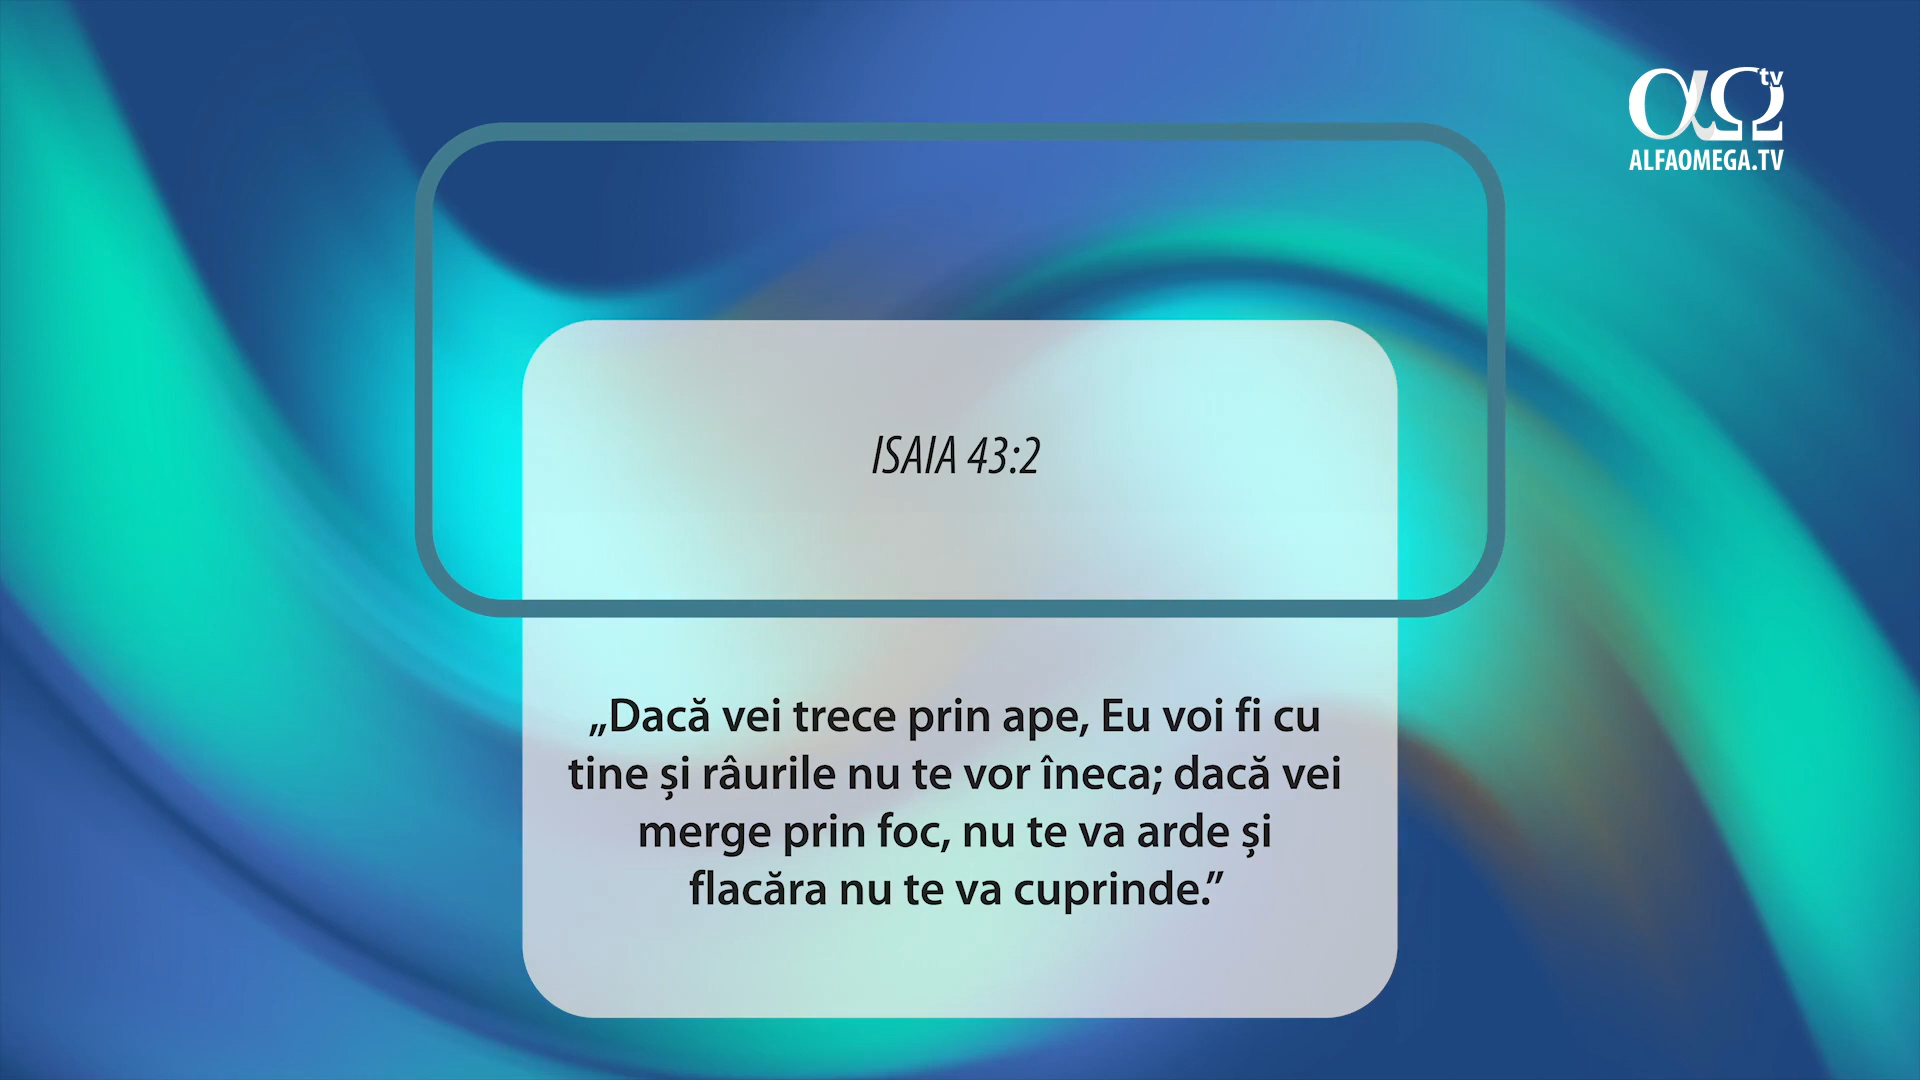 αΩ tv
ALFAOMEGA.TV
ISAIA 43:2
„Dacă vei trece prin ape, Eu voi fi cu
tine și râurile nu te vor îneca; dacă vei
merge prin foc, nu te va arde și
flacăra nu te va cuprinde.”